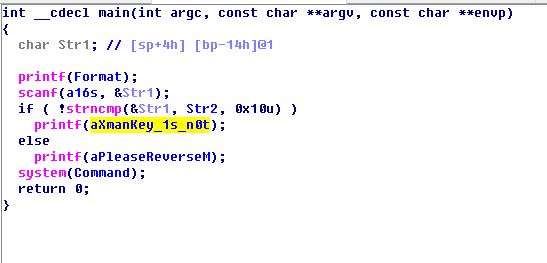 int __cdecl main(int argc, const char **argv, const char **envp)
{
  char Str1; // [sp+4h] [bp-14h]@1

  printf(Format);
  scanf(a16s, &Str1);
  if ( !strncmp(&Str1, Str2, 0x10u) )
    printf(aXmanKey_1s_n0t);
  else
    printf(aPleaseReverseM);
  system(Command);
  return 0;
}